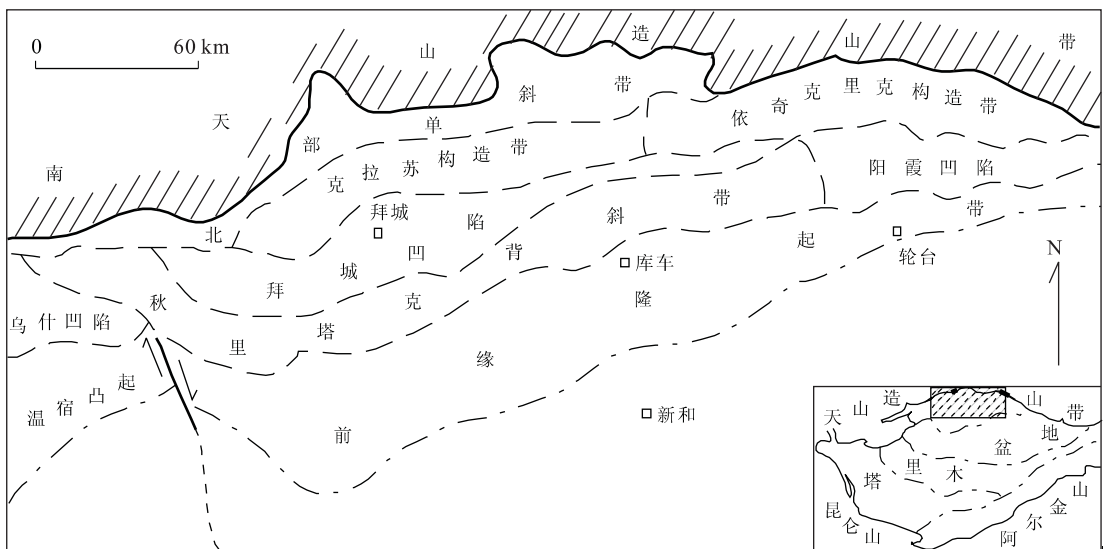 0 60 km
南天山造山带
北部单斜带
克拉苏构造带
依奇克里克构造带
阳霞凹陷
拜城
拜城凹陷
秋里塔克背斜带
乌什凹陷
温宿凸起
前缘隆起带
库车
轮台
新和
N
天山造山带
塔里木盆地
昆仑山
阿尔金山